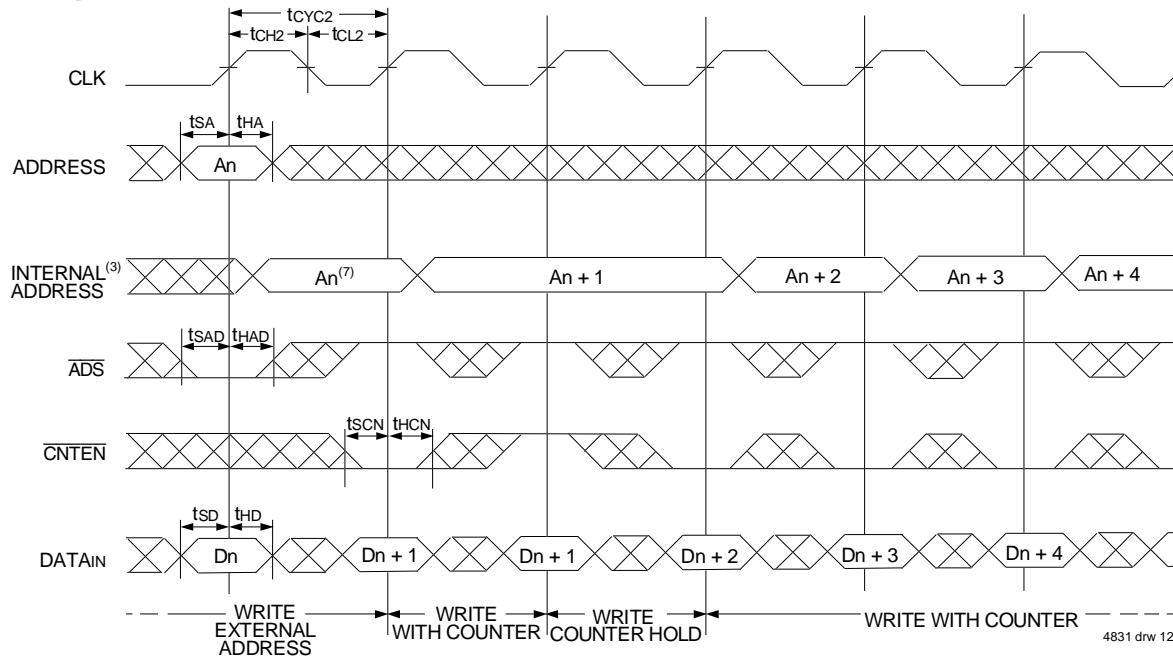 tCYC2
tCH2 tCL2
CLK
tSA tHA
ADDRESS An
INTERNAL(3) ADDRESS An(7) An + 1 An + 2 An + 3 An + 4
tSAD tHAD
ADS
tSCN tHCN
CNTEN
tSD tHD
DATAIN Dn Dn + 1 Dn + 1 Dn + 2 Dn + 3 Dn + 4
WRITE EXTERNAL ADDRESS
WRITE WITH COUNTER
WRITE COUNTER HOLD
WRITE WITH COUNTER
4831 drw 12